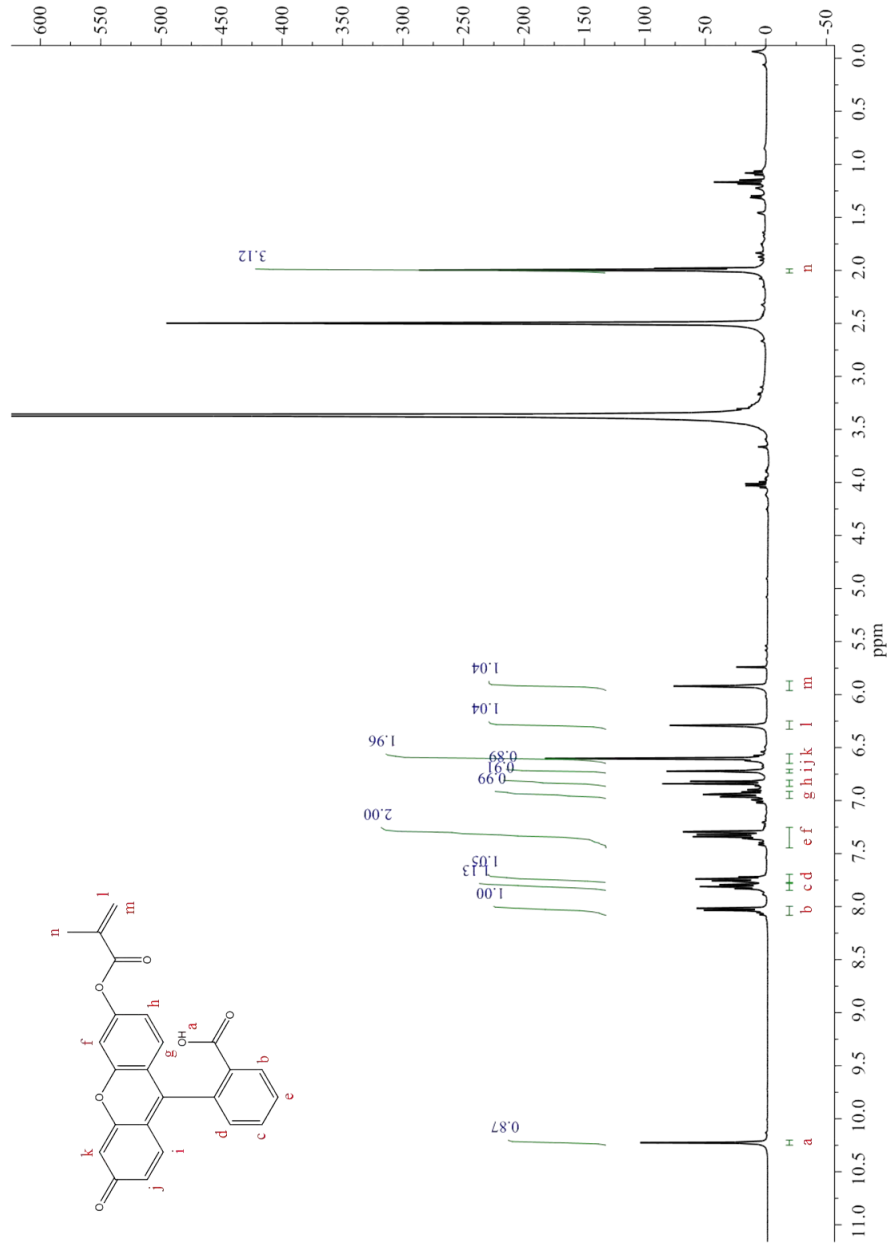 600
550
500
450
400
350
300
250
200
150
100
50
0
-50
0.0
0.5
1.0
1.5
2.0
2.5
3.0
3.5
4.0
4.5
5.0
5.5
6.0
6.5
7.0
7.5
8.0
8.5
9.0
9.5
10.0
10.5
11.0
ppm
3.12
1.04
1.04
1.96
0.89
0.91
0.99
2.00
1.05
1.13
1.00
0.87
n
m
l
k
j
i
h
g
f
e
d
c
b
a
l
m
n
O
O
h
f
g
O
k
i
j
O
OH
a
O
b
e
c
d